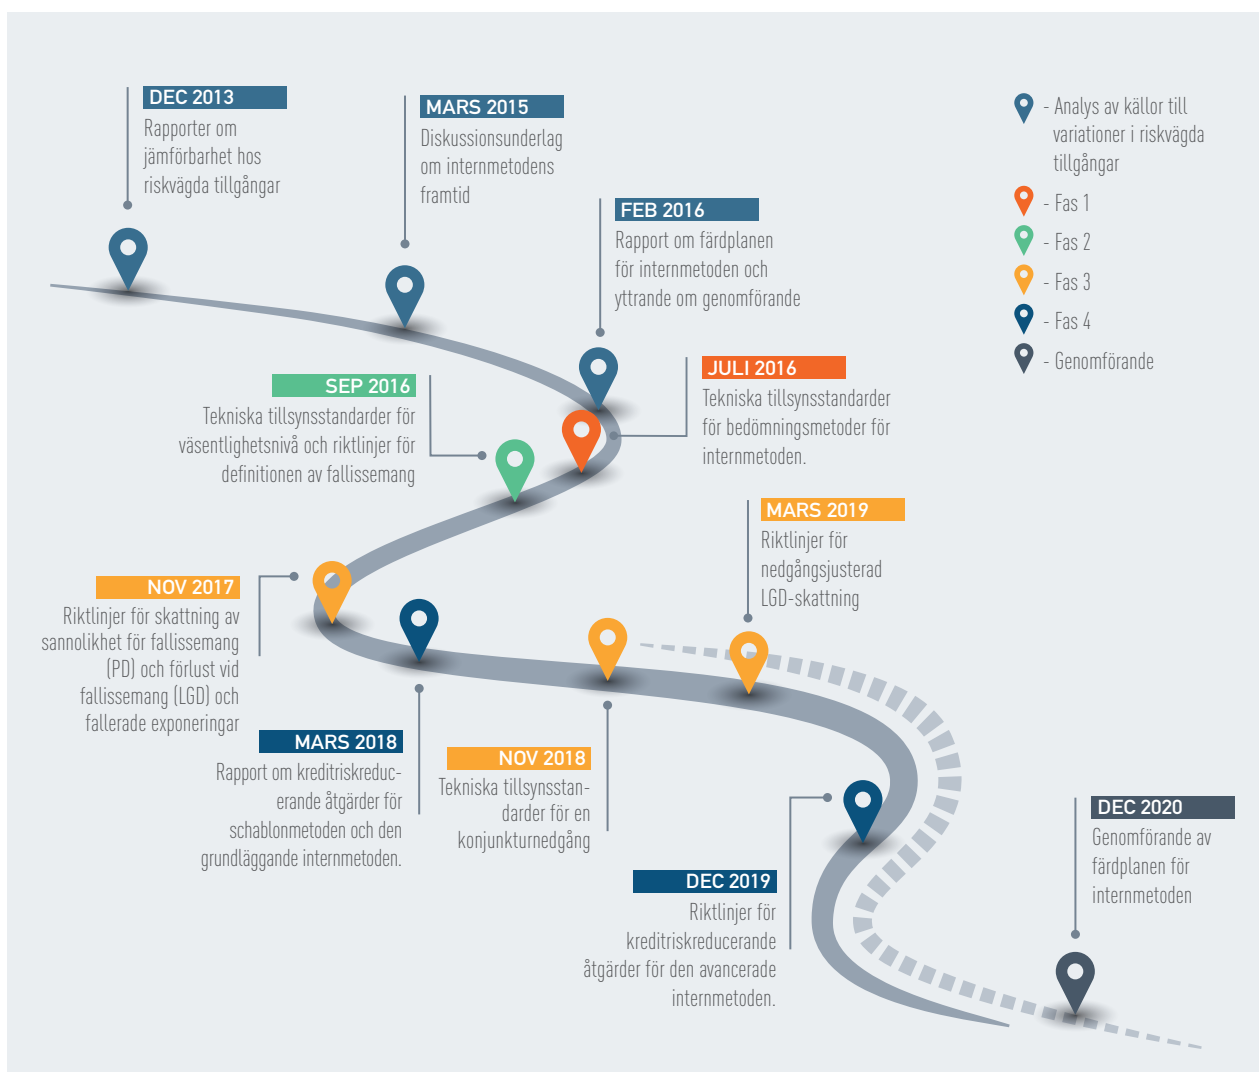 DEC 2013
Rapporter om
jämförbarhet hos
riskvägda tillgångar
MARS 2015
Diskussionsunderlag
om internmetodens
framtid
FEB 2016
Rapport om färdplanen
för internmetoden och
yttrande om genomförande
- Analys av källor till
variationer i riskvägda
tillgångar
- Fas 1
- Fas 2
- Fas 3
- Fas 4
- Genomförande
JULI 2016
Tekniska tillsynsstandarder
för bedömningsmetoder för
internmetoden.
SEP 2016
Tekniska tillsynsstandarder för
väsentlighetsnivå och riktlinjer för
definitionen av fallissemang
MARS 2019
Riktlinjer för
nedgångsjusterad
LGD-skattning
NOV 2017
Riktlinjer för skattning av
sannolikhet för fallissemang
(PD) och förlust vid
fallissemang (LGD) och
fallerade exponeringar
MARS 2018
Rapport om kreditriskreduc-
erande åtgärder för
schablonmetoden och den
grundläggande internmetoden.
NOV 2018
Tekniska tillsynsstan-
darder för en
konjunkturnedgång
DEC 2019
Riktlinjer för
kreditriskreducerande
åtgärder för den avancerade
internmetoden.
DEC 2020
Genomförande av
färdplanen för
internmetoden